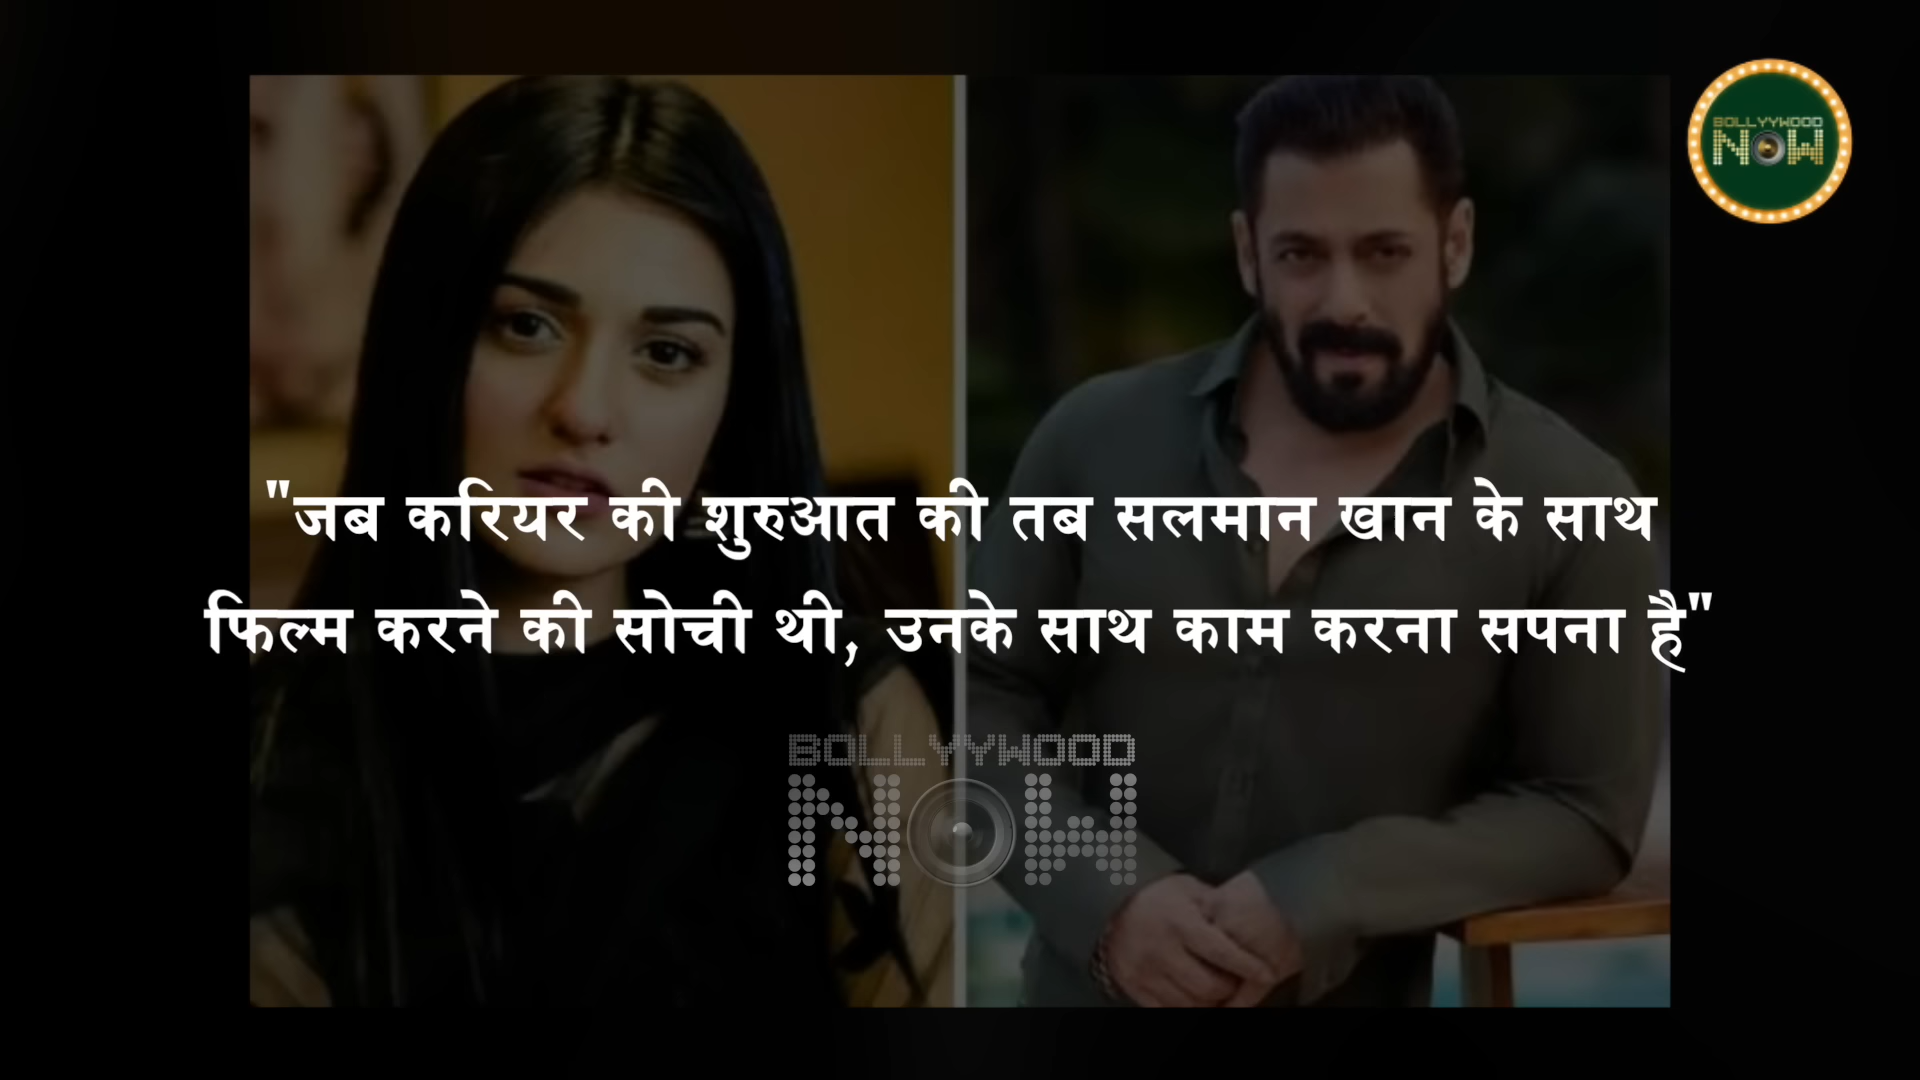 BOLLYYWOOD
NOW
"जब करियर की शुरुआत की तब सलमान खान के साथ
फिल्म करने की सोची थी, उनके साथ काम करना सपना है"
BOLLYYWOOD
NOW